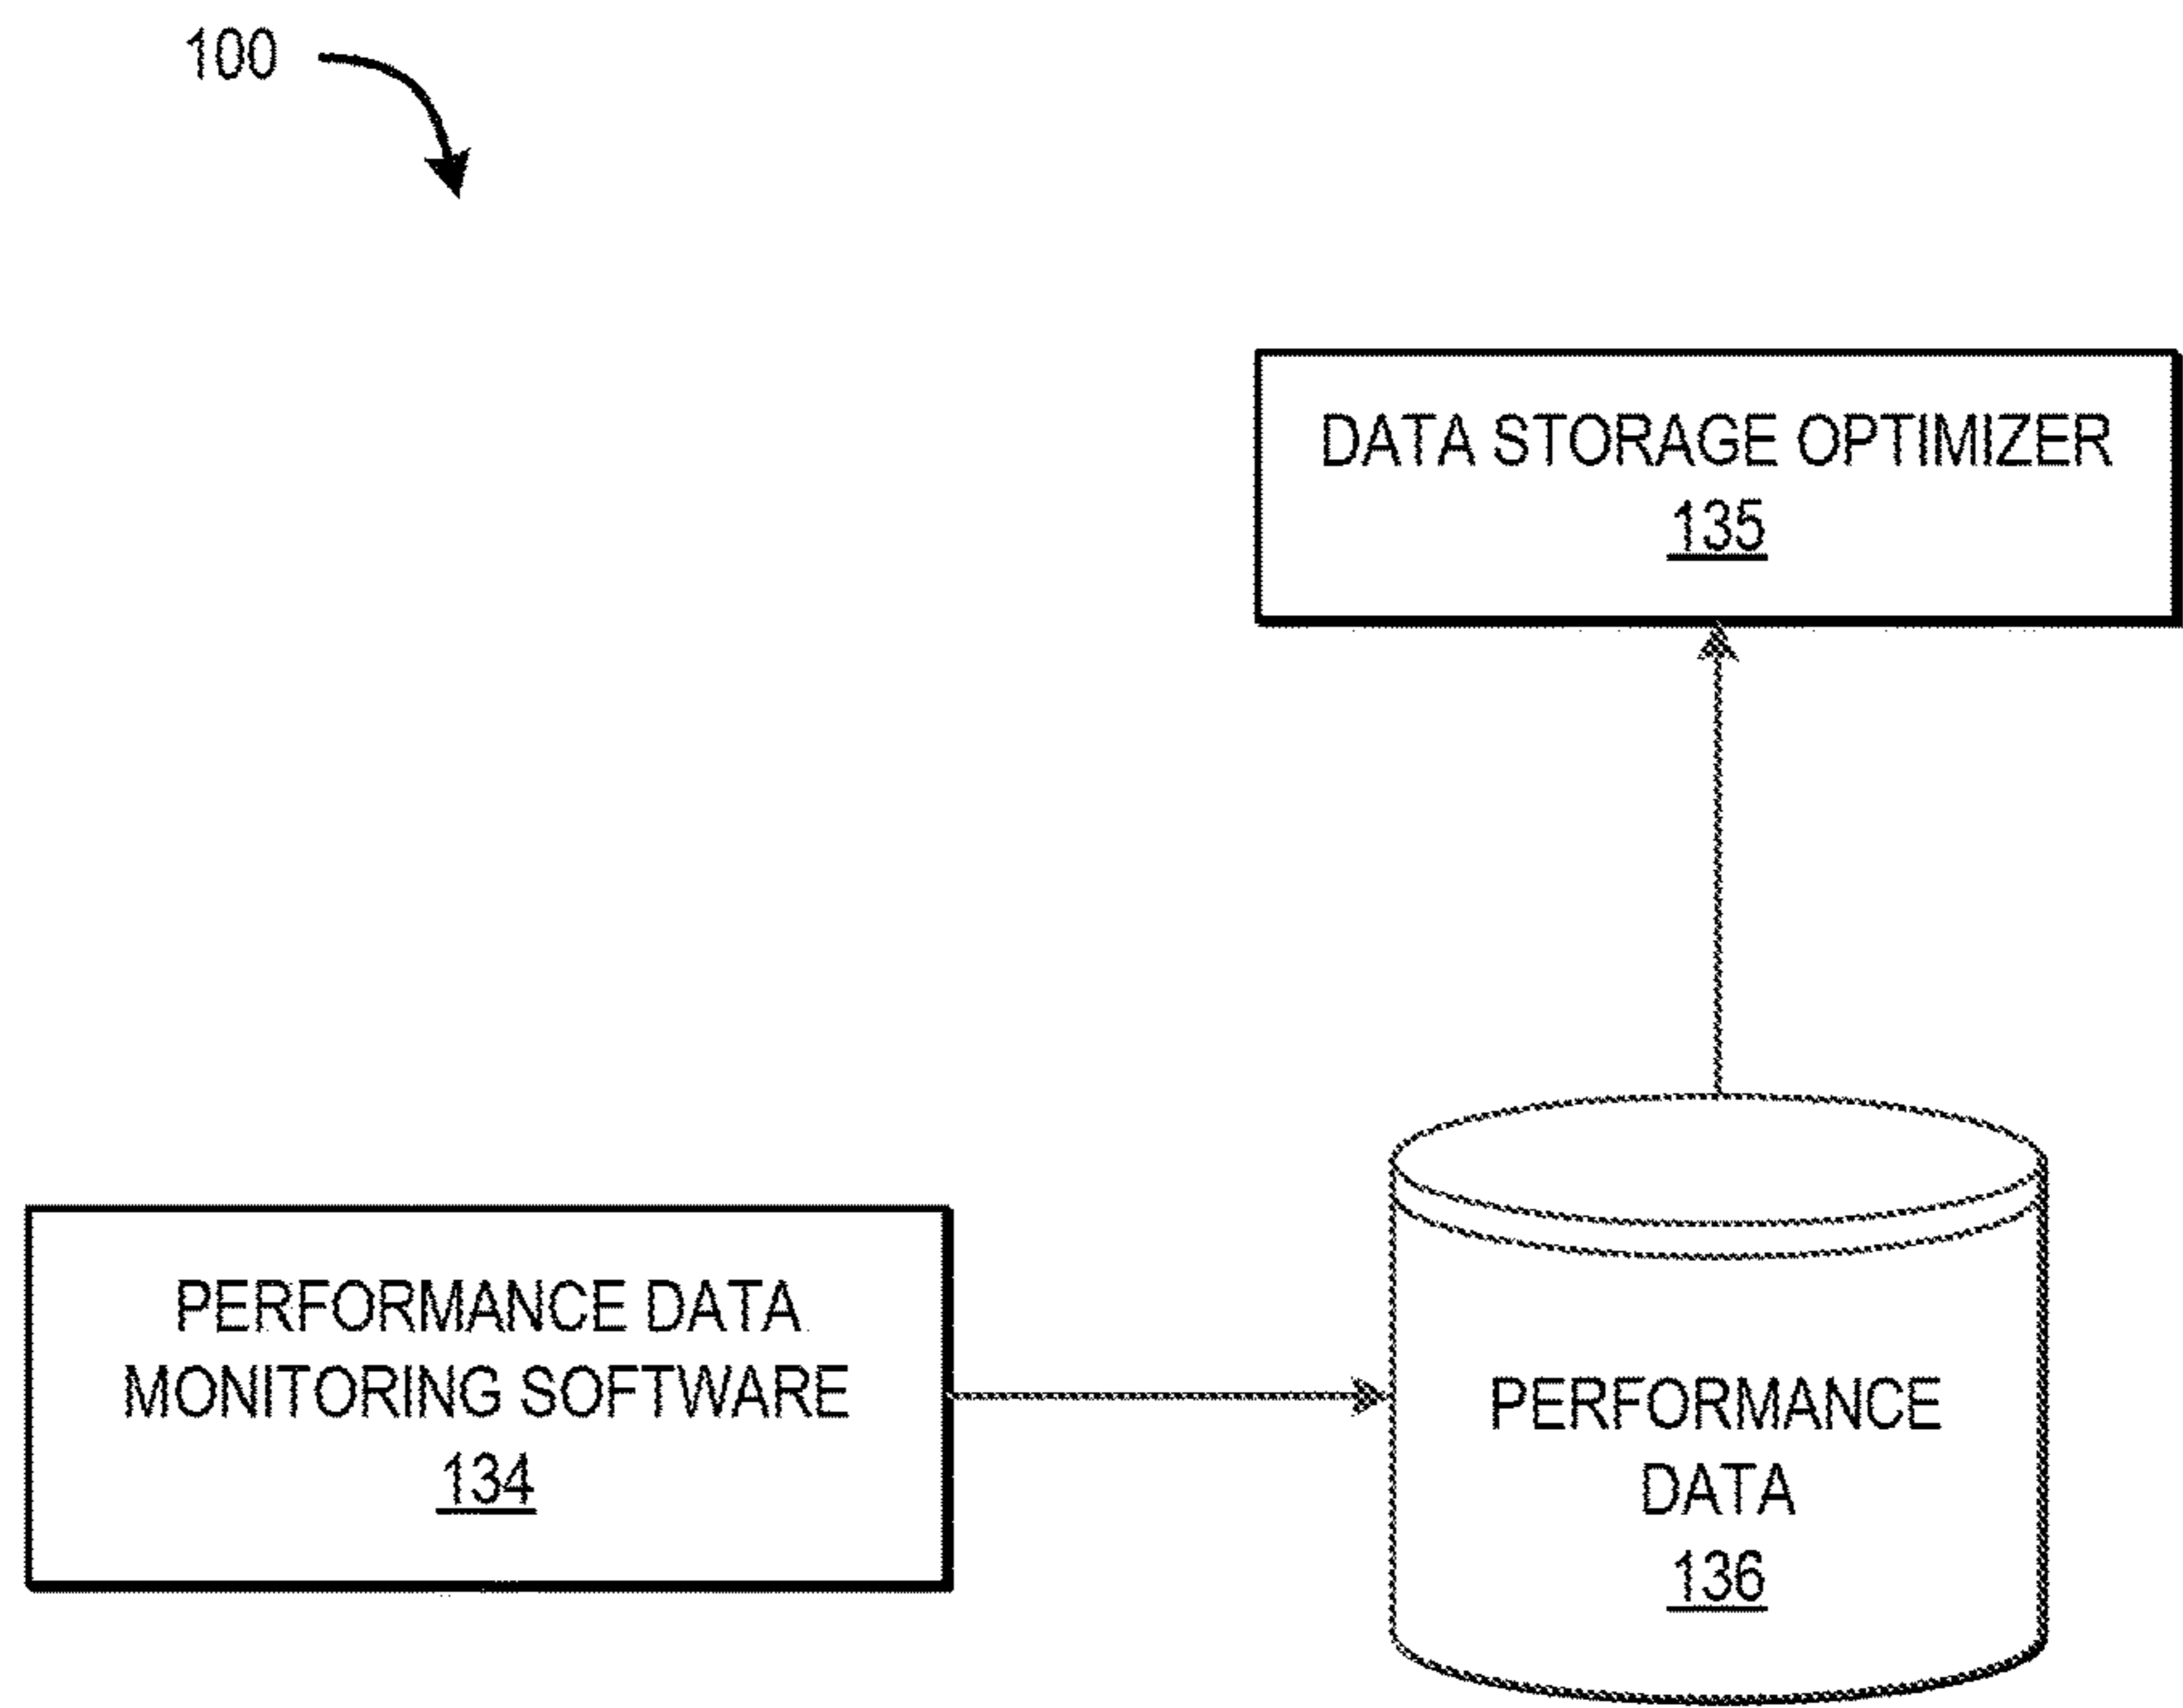 100
DATA STORAGE OPTIMIZER
135
PERFORMANCE DATA
MONITORING SOFTWARE
134
PERFORMANCE
DATA
136